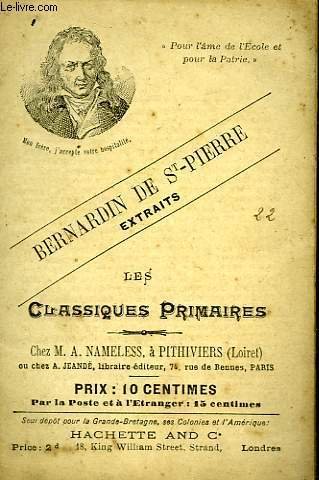 « Pour l'âme de l'École et
pour la Patrie. »
Mon frère, j'accepte votre hospitalité.
BERNARDIN DE ST-PIERRE
EXTRAITS
22
LES
CLASSIQUES PRIMAIRES
Chez M. A. NAMELESS, à PITHIVIERS (Loiret)
ou chez A. JEANDÉ, libraire-éditeur, 74, rue de Rennes, PARIS
PRIX : 10 CENTIMES
Par la Poste et à l'Etranger : 15 centimes
Seul dépôt pour la Grande-Bretagne, ses Colonies et l'Amérique:
HACHETTE AND Co
Price: 2d 18, King William Street, Strand, Londres